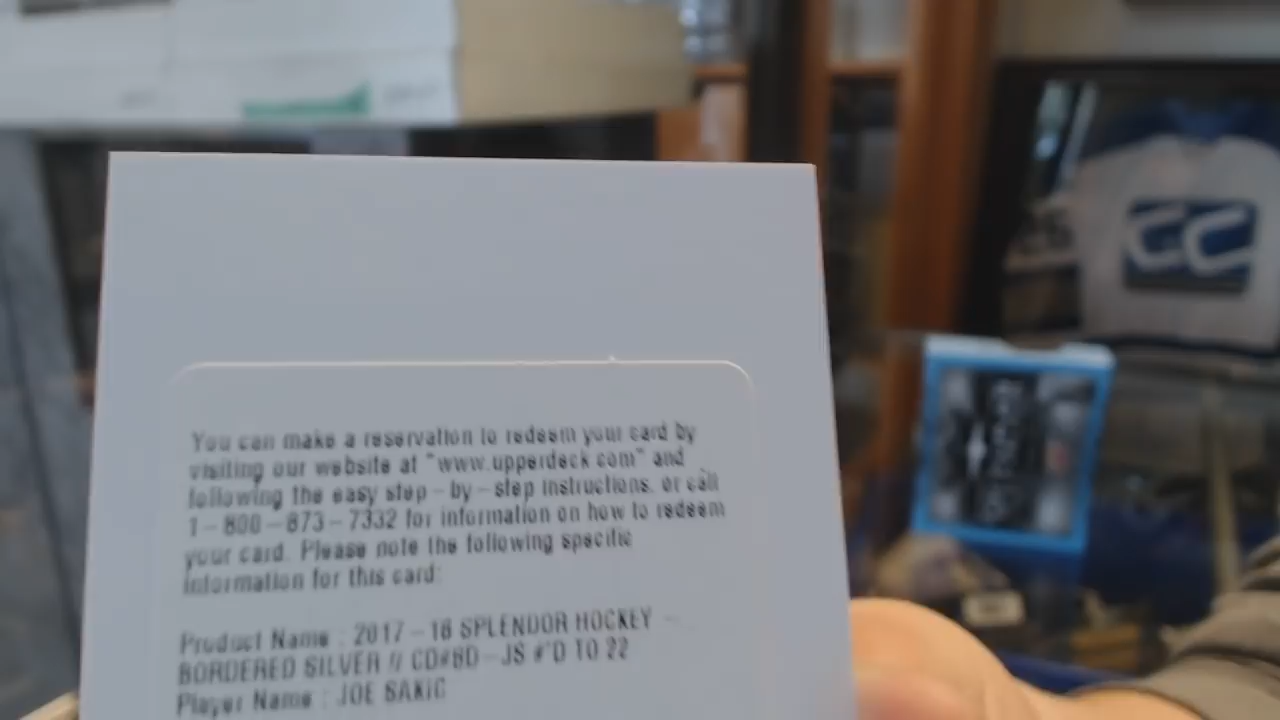 You can make a reservation to redeem your card by
visiting our website at "www.upperdeck.com" and
following the easy step-by-step instructions, or call
1-800-873-7332 for information on how to redeem
your card. Please note the following specific
information for this card:
Product Name : 2017-18 SPLENDOR HOCKEY -
BORDERED SILVER // CD#BD-JS #'D TO 22
Player Name : JOE SAKIC
CC